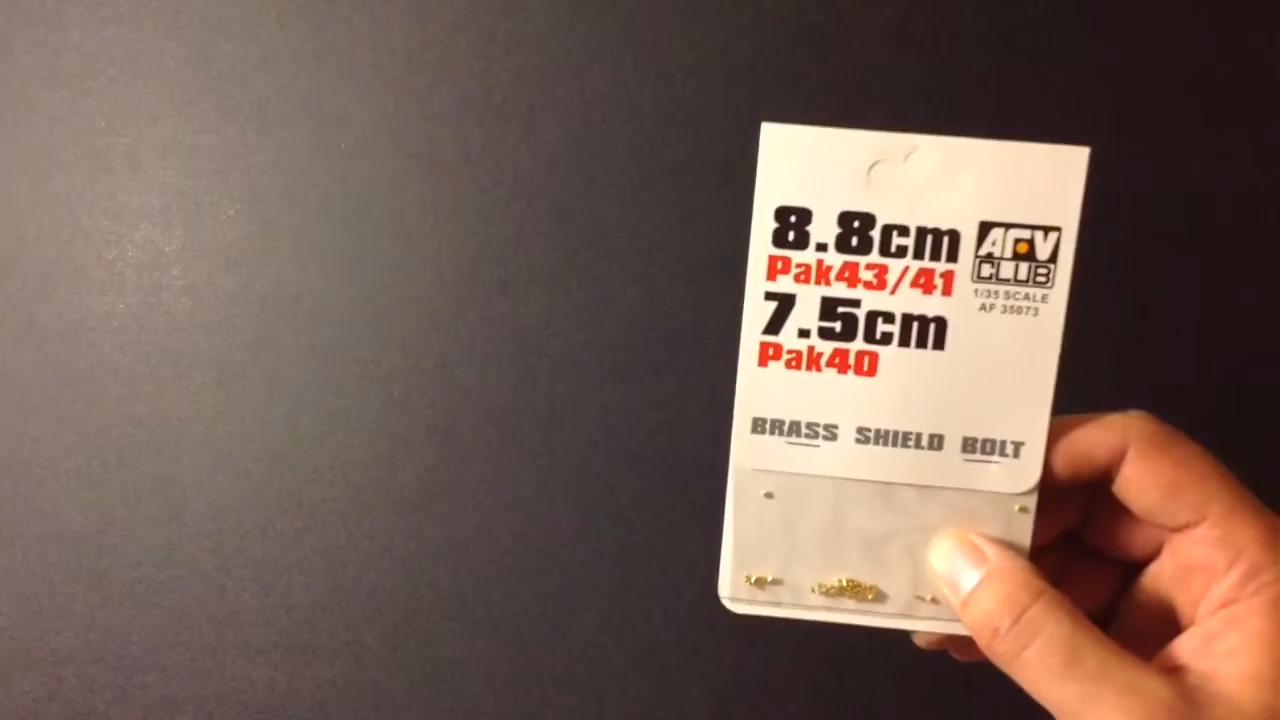 8.8cm
Pak43/41
7.5cm
Pak40
AFV
CLUB
1/35 SCALE
AF 35073
BRASS SHIELD BOLT